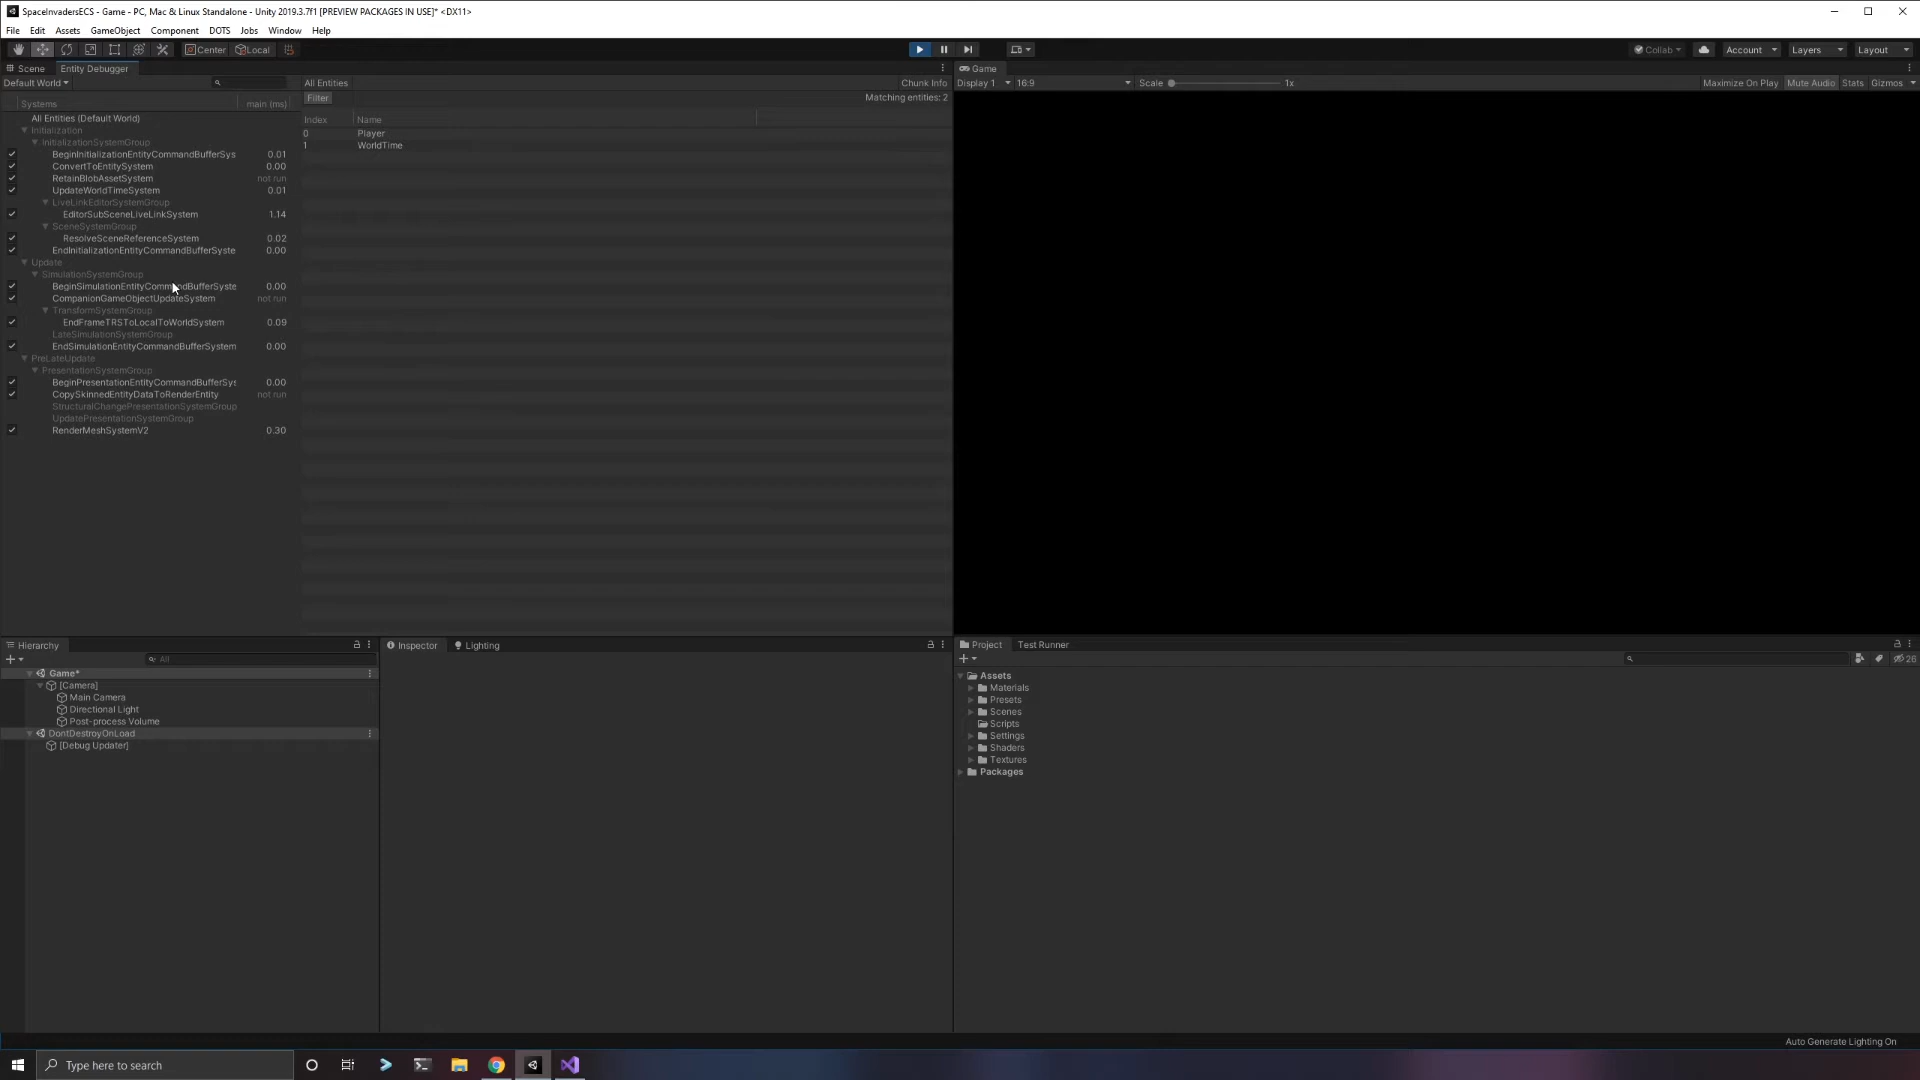 SpaceInvadersECS - Game - PC, Mac & Linux Standalone - Unity 2019.3.7f1 [PREVIEW PACKAGES IN USE]* <DX11>
File Edit Assets GameObject Component DOTS Jobs Window Help
Center Local Collab Account Layers Layout
Scene Entity Debugger Game
Default World All Entities Chunk Info Display 1 16:9 Scale 1x Maximize On Play Mute Audio Stats Gizmos
Filter Matching entities: 2
Systems main (ms)
Index Name
All Entities (Default World)
0 Player
1 WorldTime
Initialization
InitializationSystemGroup
BeginInitializationEntityCommandBufferSys 0.01
ConvertToEntitySystem 0.00
RetainBlobAssetSystem not run
UpdateWorldTimeSystem 0.01
LiveLinkEditorSystemGroup
EditorSubSceneLiveLinkSystem 1.14
SceneSystemGroup
ResolveSceneReferenceSystem 0.02
EndInitializationEntityCommandBufferSyste 0.00
Update
SimulationSystemGroup
BeginSimulationEntityCommandBufferSyste 0.00
CompanionGameObjectUpdateSystem not run
TransformSystemGroup
EndFrameTRSToLocalToWorldSystem 0.09
LateSimulationSystemGroup
EndSimulationEntityCommandBufferSystem 0.00
PreLateUpdate
PresentationSystemGroup
BeginPresentationEntityCommandBufferSys 0.00
CopySkinnedEntityDataToRenderEntity not run
StructuralChangePresentationSystemGroup
UpdatePresentationSystemGroup
RenderMeshSystemV2 0.30
Hierarchy
All
Game*
[Camera]
Main Camera
Directional Light
Post-process Volume
DontDestroyOnLoad
[Debug Updater]
Inspector Lighting
Project Test Runner
26
Assets
Materials
Presets
Scenes
Scripts
Settings
Shaders
Textures
Packages
Auto Generate Lighting On
Type here to search